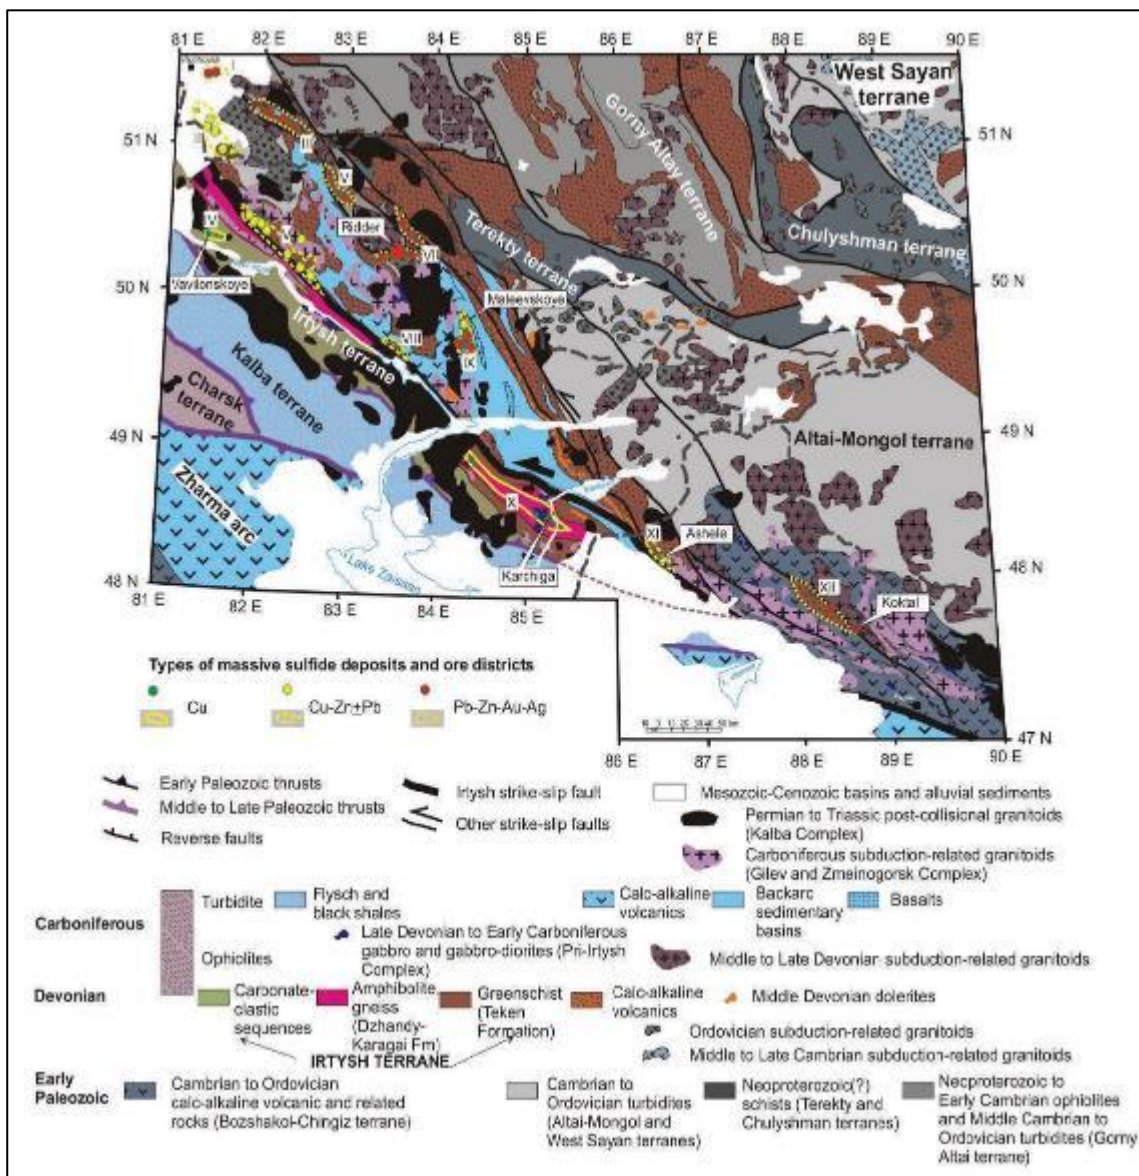 81 E 82 E 83 E 84 E 85 E 86 E 87 E 88 E 89 E 90 E
West Sayan
terrane
51 N
51 N
Gorny Altay terrane
III
V
Ridder
IV
VII
Terekty terrane
Chulyshman terrane
50 N
50 N
Vavilonskoye
Maleevskoye
Irtysh terrane
VIII
IX
Kalba terrane
Charsk
terrane
49 N
49 N
Altai-Mongol terrane
Zharma arc
X
XI
Ashele
Lake Zaisan
Karchiga
XII
Koktal
48 N
48 N
81 E 82 E 83 E 84 E 85 E
47 N
86 E 87 E 88 E 89 E 90 E
Types of massive sulfide deposits and ore districts
Cu
Cu-Zn±Pb
Pb-Zn-Au-Ag
Early Paleozoic thrusts
Middle to Late Paleozoic thrusts
Reverse faults
Irtysh strike-slip fault
Other strike-slip faults
Mesozoic-Cenozoic basins and alluvial sediments
Permian to Triassic post-collisional granitoids
(Kalba Complex)
Carboniferous subduction-related granitoids
(Gilev and Zmeinogorsk Complex)
Carboniferous
Turbidite
Ophiolites
Flysch and
black shales
Calc-alkaline
volcanics
Backarc
sedimentary
basins
Basalts
Late Devonian to Early Carboniferous
gabbro and gabbro-diorites (Pri-Irtysh
Complex)
Middle to Late Devonian subduction-related granitoids
Devonian
Carbonate-
clastic
sequences
Amphibolite
gneiss
(Dzhandy-
Karagai Fm)
Greenschist
(Teken
Formation)
Calc-alkaline
volcanics
Middle Devonian dolerites
IRTYSH TERRANE
Ordovician subduction-related granitoids
Middle to Late Cambrian subduction-related granitoids
Early
Paleozoic
Cambrian to Ordovician
calc-alkaline volcanic and related
rocks (Bozshakol-Chingiz terrane)
Cambrian to
Ordovician turbidites
(Altai-Mongol and
West Sayan terranes)
Neoproterozoic(?)
schists (Terekty and
Chulyshman terranes)
Neoproterozoic to
Early Cambrian ophiolites
and Middle Cambrian to
Ordovician turbidites (Gorny
Altai terrane)